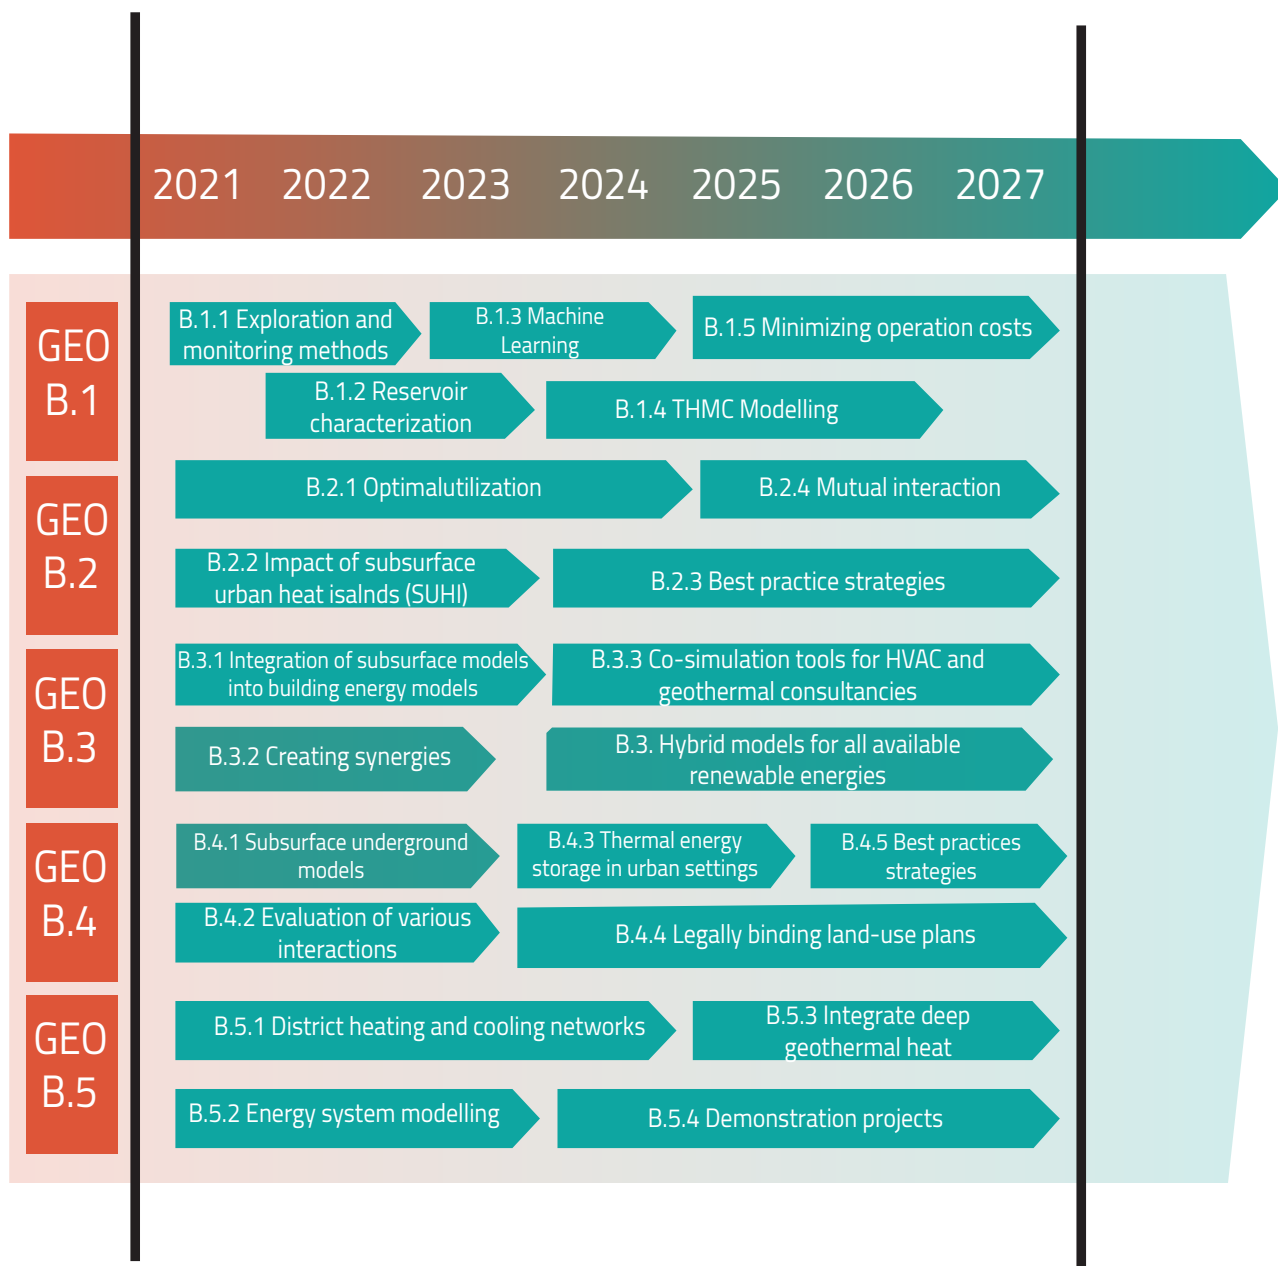 2021 2022 2023 2024 2025 2026 2027
GEO
B.1
B.1.1 Exploration and
monitoring methods
B.1.3 Machine
Learning
B.1.5 Minimizing operation costs
B.1.2 Reservoir
characterization
B.1.4 THMC Modelling
GEO
B.2
B.2.1 Optimalutilization
B.2.4 Mutual interaction
B.2.2 Impact of subsurface
urban heat isalnds (SUHI)
B.2.3 Best practice strategies
GEO
B.3
B.3.1 Integration of subsurface models
into building energy models
B.3.3 Co-simulation tools for HVAC and
geothermal consultancies
B.3.2 Creating synergies
B.3. Hybrid models for all available
renewable energies
GEO
B.4
B.4.1 Subsurface underground
models
B.4.3 Thermal energy
storage in urban settings
B.4.5 Best practices
strategies
B.4.2 Evaluation of various
interactions
B.4.4 Legally binding land-use plans
GEO
B.5
B.5.1 District heating and cooling networks
B.5.3 Integrate deep
geothermal heat
B.5.2 Energy system modelling
B.5.4 Demonstration projects